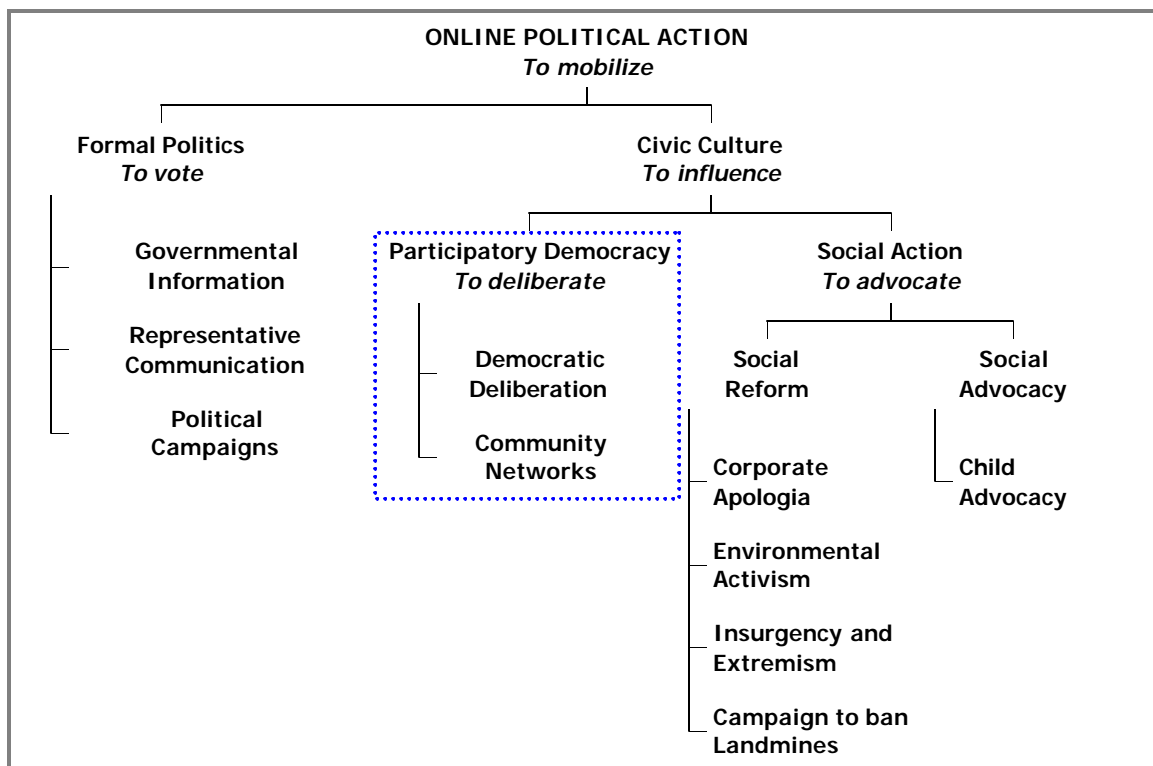 ONLINE POLITICAL ACTION
To mobilize
Formal Politics
To vote
Civic Culture
To influence
Governmental
Information
Representative
Communication
Political
Campaigns
Participatory Democracy
To deliberate
Democratic
Deliberation
Community
Networks
Social Action
To advocate
Social
Reform
Corporate
Apologia
Environmental
Activism
Insurgency and
Extremism
Campaign to ban
Landmines
Social
Advocacy
Child
Advocacy